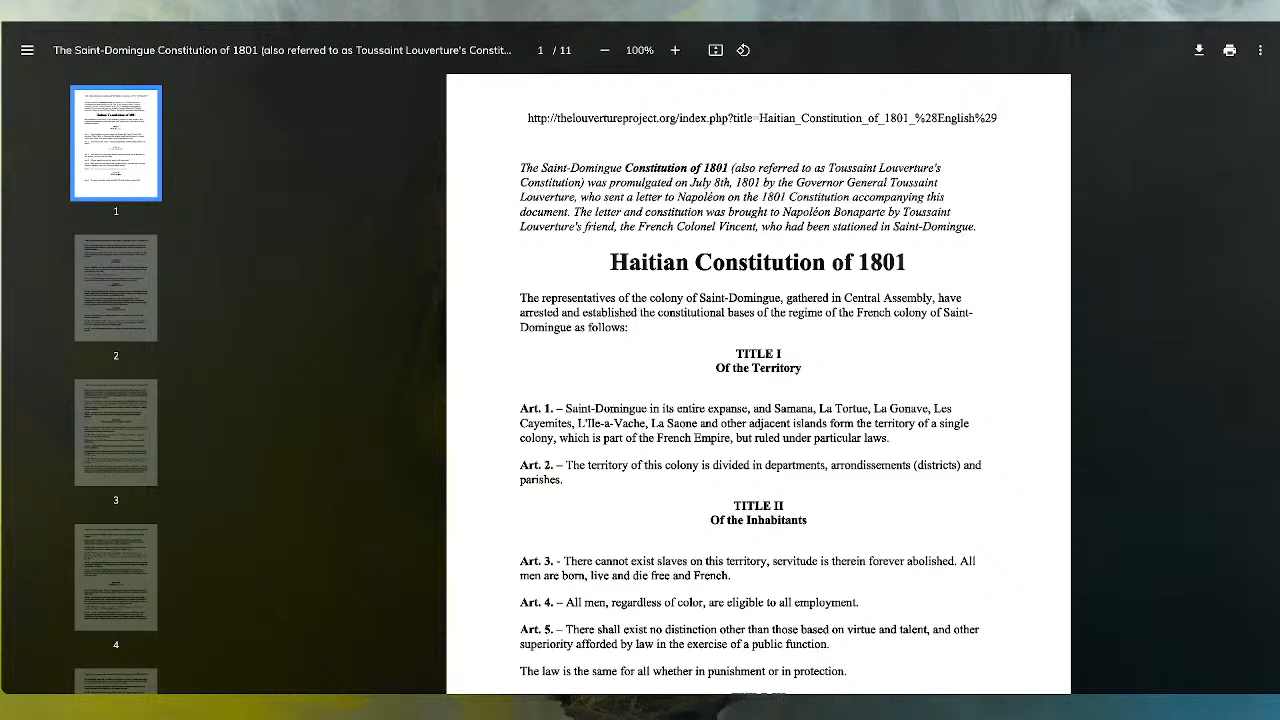 The Saint-Domingue Constitution of 1801 (also referred to as Toussaint Louverture's Constit...
1 / 11
100%
http://thelouvertureproject.org/index.php?title=Haitian_Constitution_of_1801_%28English%29
The Saint-Domingue Constitution of 1801 (also referred to as Toussaint Louverture's
Constitution) was promulgated on July 8th, 1801 by the Governor General Toussaint
Louverture, who sent a letter to Napoléon on the 1801 Constitution accompanying this
document. The letter and constitution was brought to Napoléon Bonaparte by Toussaint
Louverture's friend, the French Colonel Vincent, who had been stationed in Saint-Domingue.
Haitian Constitution of 1801
The representatives of the colony of Saint-Domingue, gathered in Central Assembly, have
arrested and established the constitutional bases of the regime of the French colony of Saint-
Domingue as follows:
TITLE I
Of the Territory
Art. 1. – Saint-Domingue in its entire expanse, and Samana, La Tortue, La Gonave, Les
Cayemites, L'Ile-a-Vache, La Saone and other adjacent islands form the territory of a single
colony, which is part of the French Empire, but ruled under particular laws.
Art. 2. – The territory of this colony is divided in departments, arrondissements (districts) and
parishes.
TITLE II
Of the Inhabitants
Art. 3. - There cannot exist slaves on this territory, servitude is therein forever abolished. All
men are born, live and die free and French.
Art. 4. – All men, regardless of color, are eligible to all employment.
Art. 5. – There shall exist no distinction other than those based on virtue and talent, and other
superiority afforded by law in the exercise of a public function.
The law is the same for all whether in punishment or in protection.
1
2
3
4